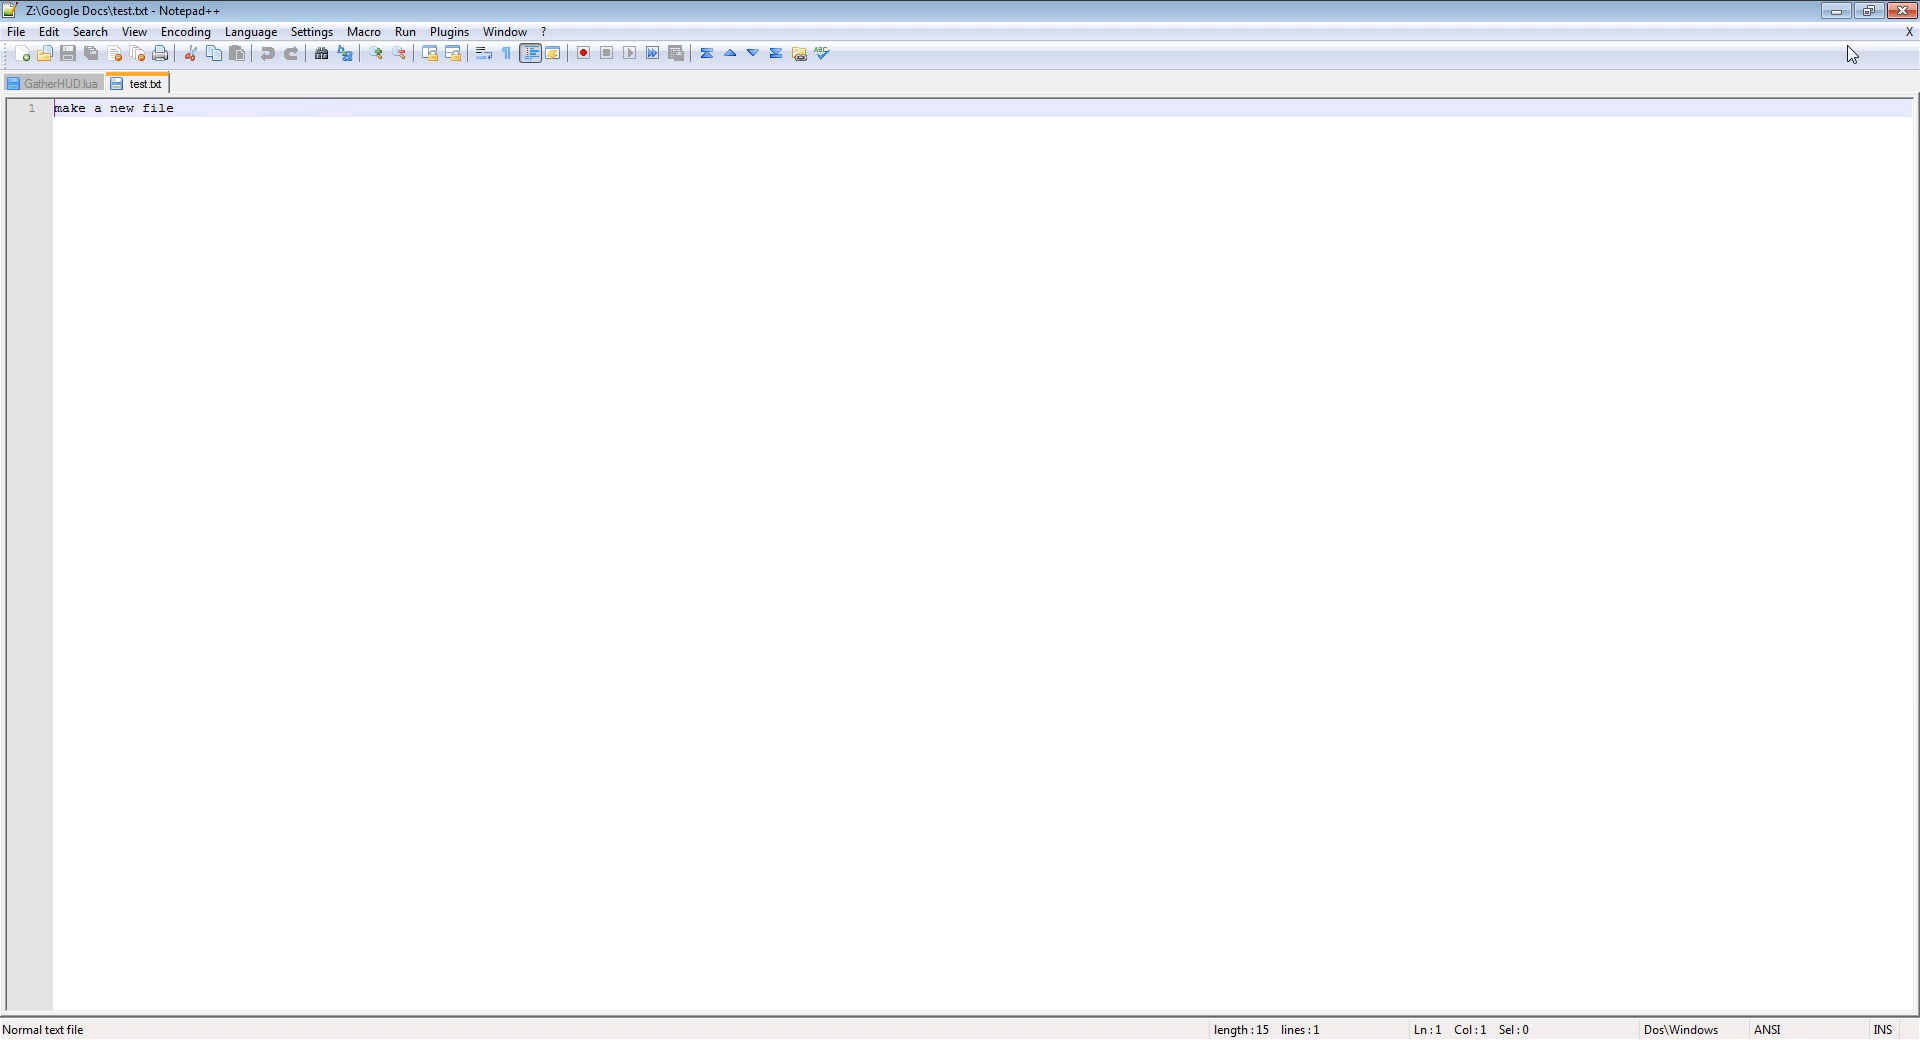 Z:\Google Docs\test.txt - Notepad++
File Edit Search View Encoding Language Settings Macro Run Plugins Window ? X
GatherHUD.lua test.txt
1 make a new file
Normal text file length : 15 lines : 1 Ln : 1 Col : 1 Sel : 0 Dos\Windows ANSI INS